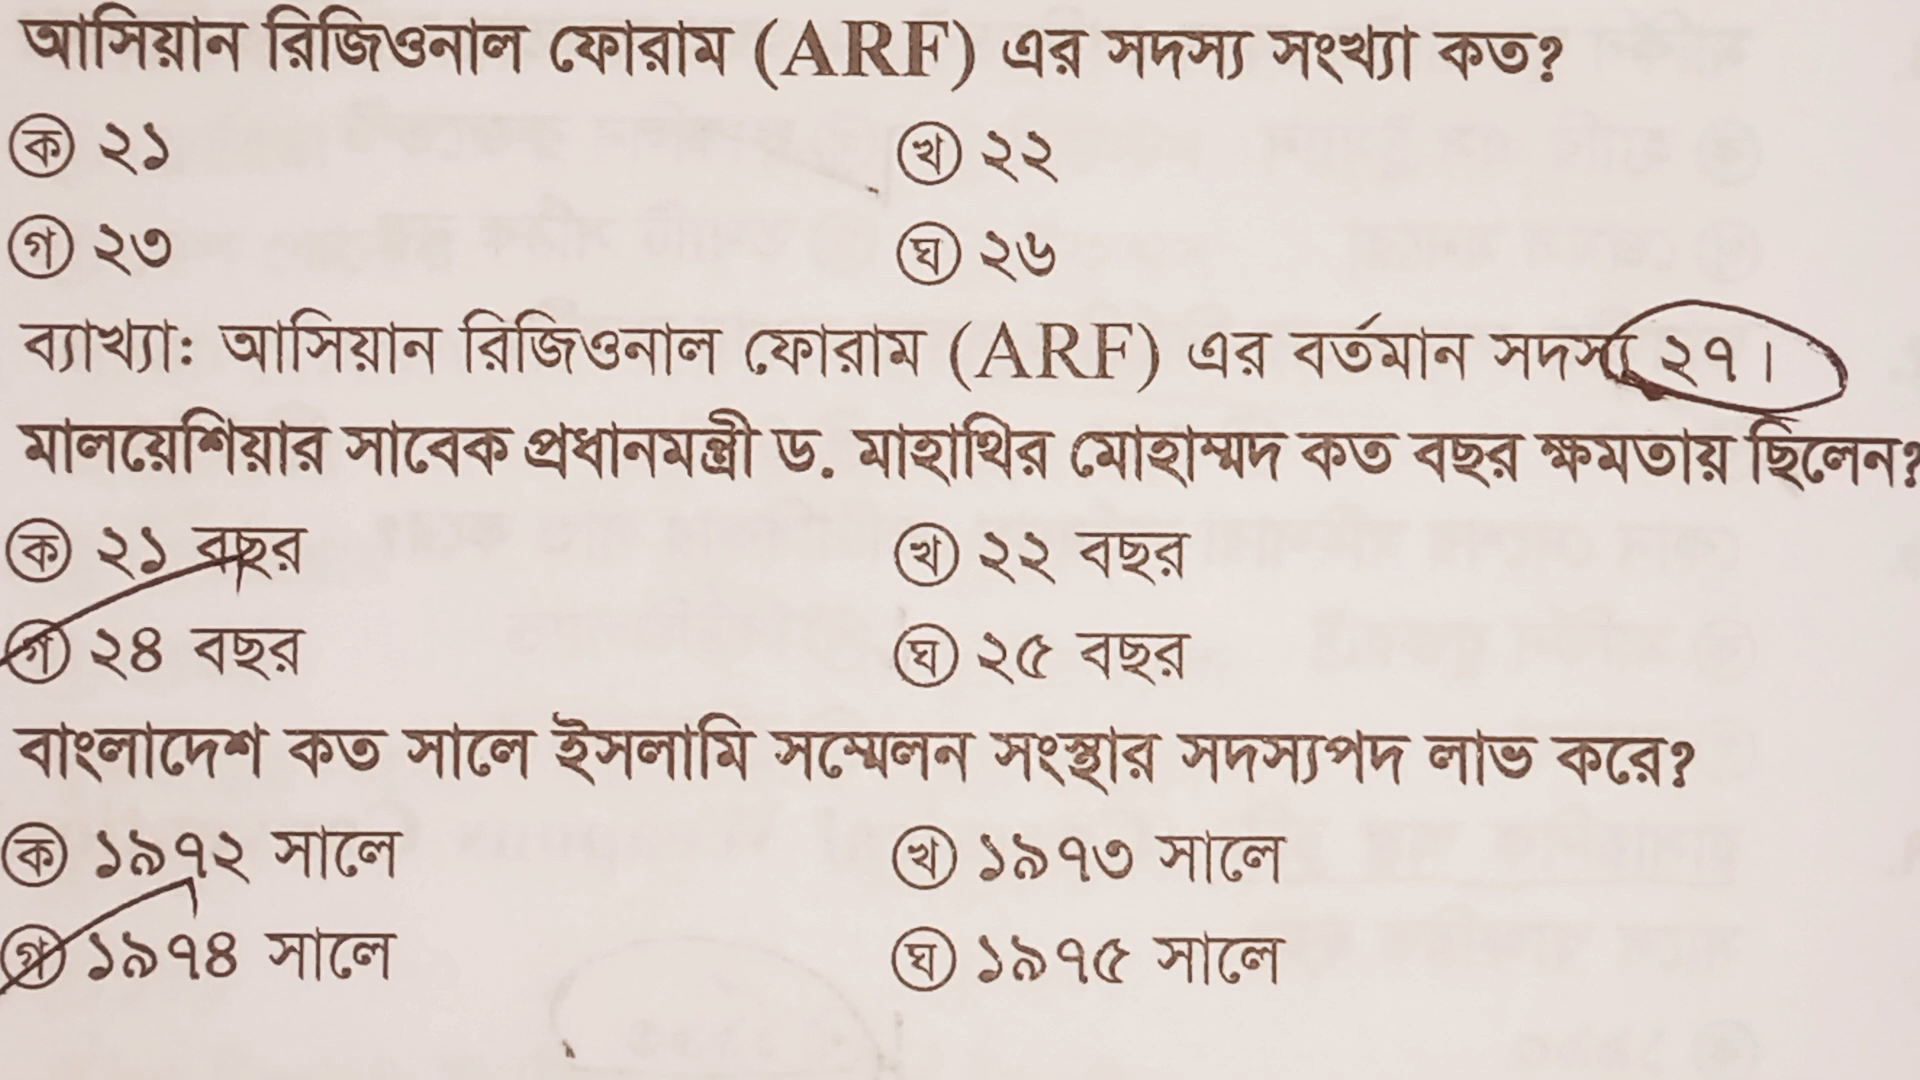 আসিয়ান রিজিওনাল ফোরাম (ARF) এর সদস্য সংখ্যা কত?
ক ২১ খ ২২
গ ২৩ ঘ ২৬
ব্যাখ্যা: আসিয়ান রিজিওনাল ফোরাম (ARF) এর বর্তমান সদস্য ২৭।
মালয়েশিয়ার সাবেক প্রধানমন্ত্রী ড. মাহাথির মোহাম্মদ কত বছর ক্ষমতায় ছিলেন?
ক ২১ বছর খ ২২ বছর
গ ২৪ বছর ঘ ২৫ বছর
বাংলাদেশ কত সালে ইসলামি সম্মেলন সংস্থার সদস্যপদ লাভ করে?
ক ১৯৭২ সালে খ ১৯৭৩ সালে
গ ১৯৭৪ সালে ঘ ১৯৭৫ সালে